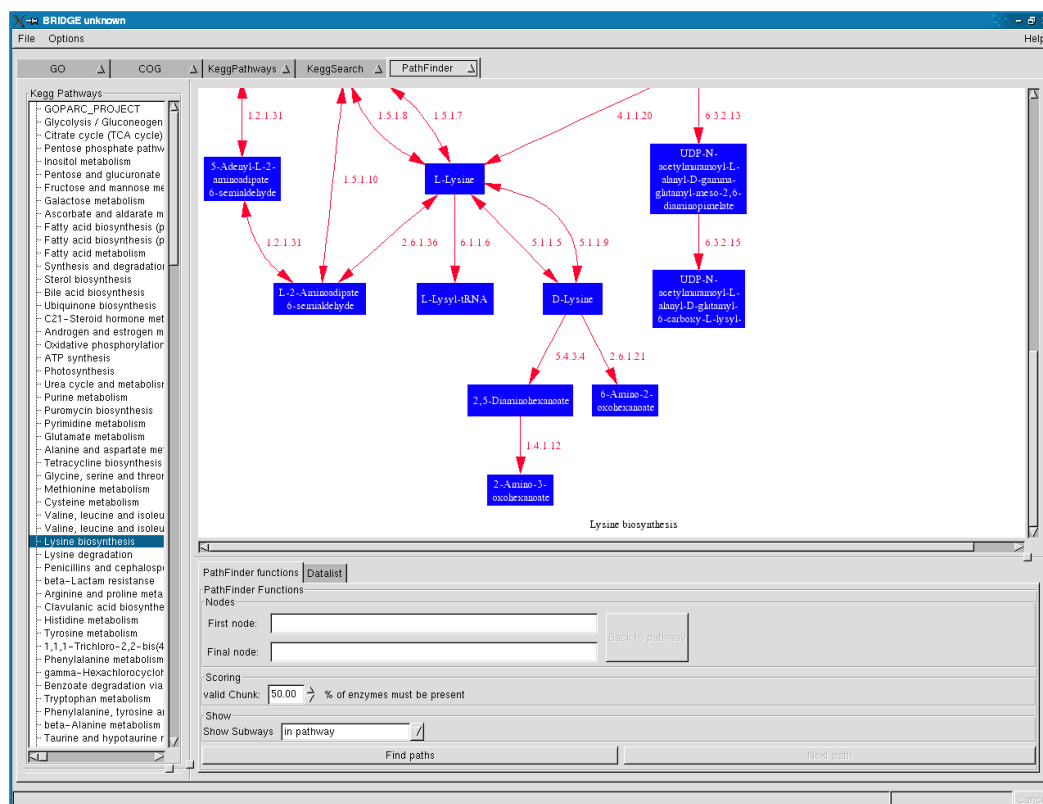 BRIDGE unknown
File Options Help
GO COG KeggPathways KeggSearch PathFinder
Kegg Pathways
GOPARC_PROJECT
Glycolysis / Gluconeogen
Citrate cycle (TCA cycle)
Pentose phosphate pathw
Inositol metabolism
Pentose and glucuronate
Fructose and mannose me
Galactose metabolism
Ascorbate and aldarate m
Fatty acid biosynthesis (p
Fatty acid biosynthesis (p
Fatty acid metabolism
Synthesis and degradation
Sterol biosynthesis
Bile acid biosynthesis
Ubiquinone biosynthesis
C21-Steroid hormone met
Androgen and estrogen m
Oxidative phosphorylation
ATP synthesis
Photosynthesis
Urea cycle and metabolism
Purine metabolism
Puromycin biosynthesis
Pyrimidine metabolism
Glutamate metabolism
Alanine and aspartate met
Tetracycline biosynthesis
Glycine, serine and threon
Methionine metabolism
Cysteine metabolism
Valine, leucine and isoleu
Valine, leucine and isoleu
Lysine biosynthesis
Lysine degradation
Penicillins and cephalospo
beta-Lactam resistanse
Arginine and proline meta
Clavulanic acid biosynthe
Histidine metabolism
Tyrosine metabolism
1,1,1-Trichloro-2,2-bis(4
Phenylalanine metabolism
gamma-Hexachlorocycloh
Benzoate degradation via
Tryptophan metabolism
Phenylalanine, tyrosine a
beta-Alanine metabolism
Taurine and hypotaurine r
1.2.1.31
1.5.1.8
1.5.1.7
4.1.1.20
6.3.2.13
5-Adenyl-L-2-
aminoadipate
6-semialdehyde
1.5.1.10
L-Lysine
UDP-N-
acetylmuramoyl-L-
alanyl-D-gamma-
glutamyl-meso-2,6-
diaminopimelate
1.2.1.31
2.6.1.36
6.1.1.6
5.1.1.5
5.1.1.9
6.3.2.15
L-2-Aminoadipate
6-semialdehyde
L-Lysyl-tRNA
D-Lysine
UDP-N-
acetylmuramoyl-L-
alanyl-D-glutamyl-
6-carboxy-L-lysyl-
5.4.3.4
2.6.1.21
2,5-Diaminohexanoate
6-Amino-2-
oxohexanoate
1.4.1.12
2-Amino-3-
oxohexanoate
Lysine biosynthesis
PathFinder functions Datalist
PathFinder Functions
Nodes
First node:
Back to pathway
Final node:
Scoring
valid Chunk: 50.00 % of enzymes must be present
Show
Show Subways in pathway
Find paths Next path
Cance